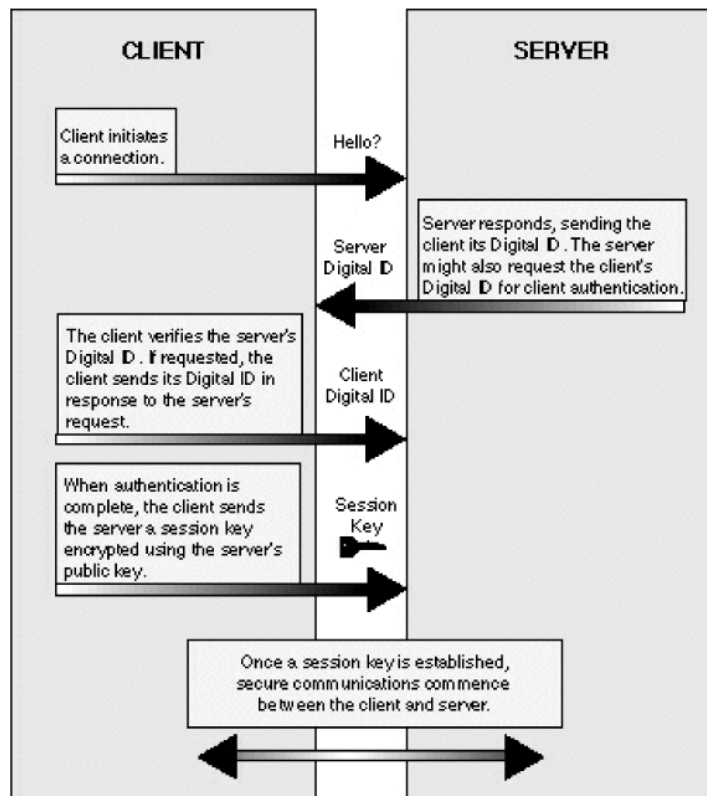 CLIENT
SERVER
Client initiates
a connection.
Hello?
Server responds, sending the
client its Digital ID. The server
might also request the client's
Digital ID for client authentication.
Server
Digital ID
The client verifies the server's
Digital ID. If requested, the
client sends its Digital ID in
response to the server's
request.
Client
Digital ID
When authentication is
complete, the client sends
the server a session key
encrypted using the server's
public key.
Session
Key
Once a session key is established,
secure communications commence
between the client and server.